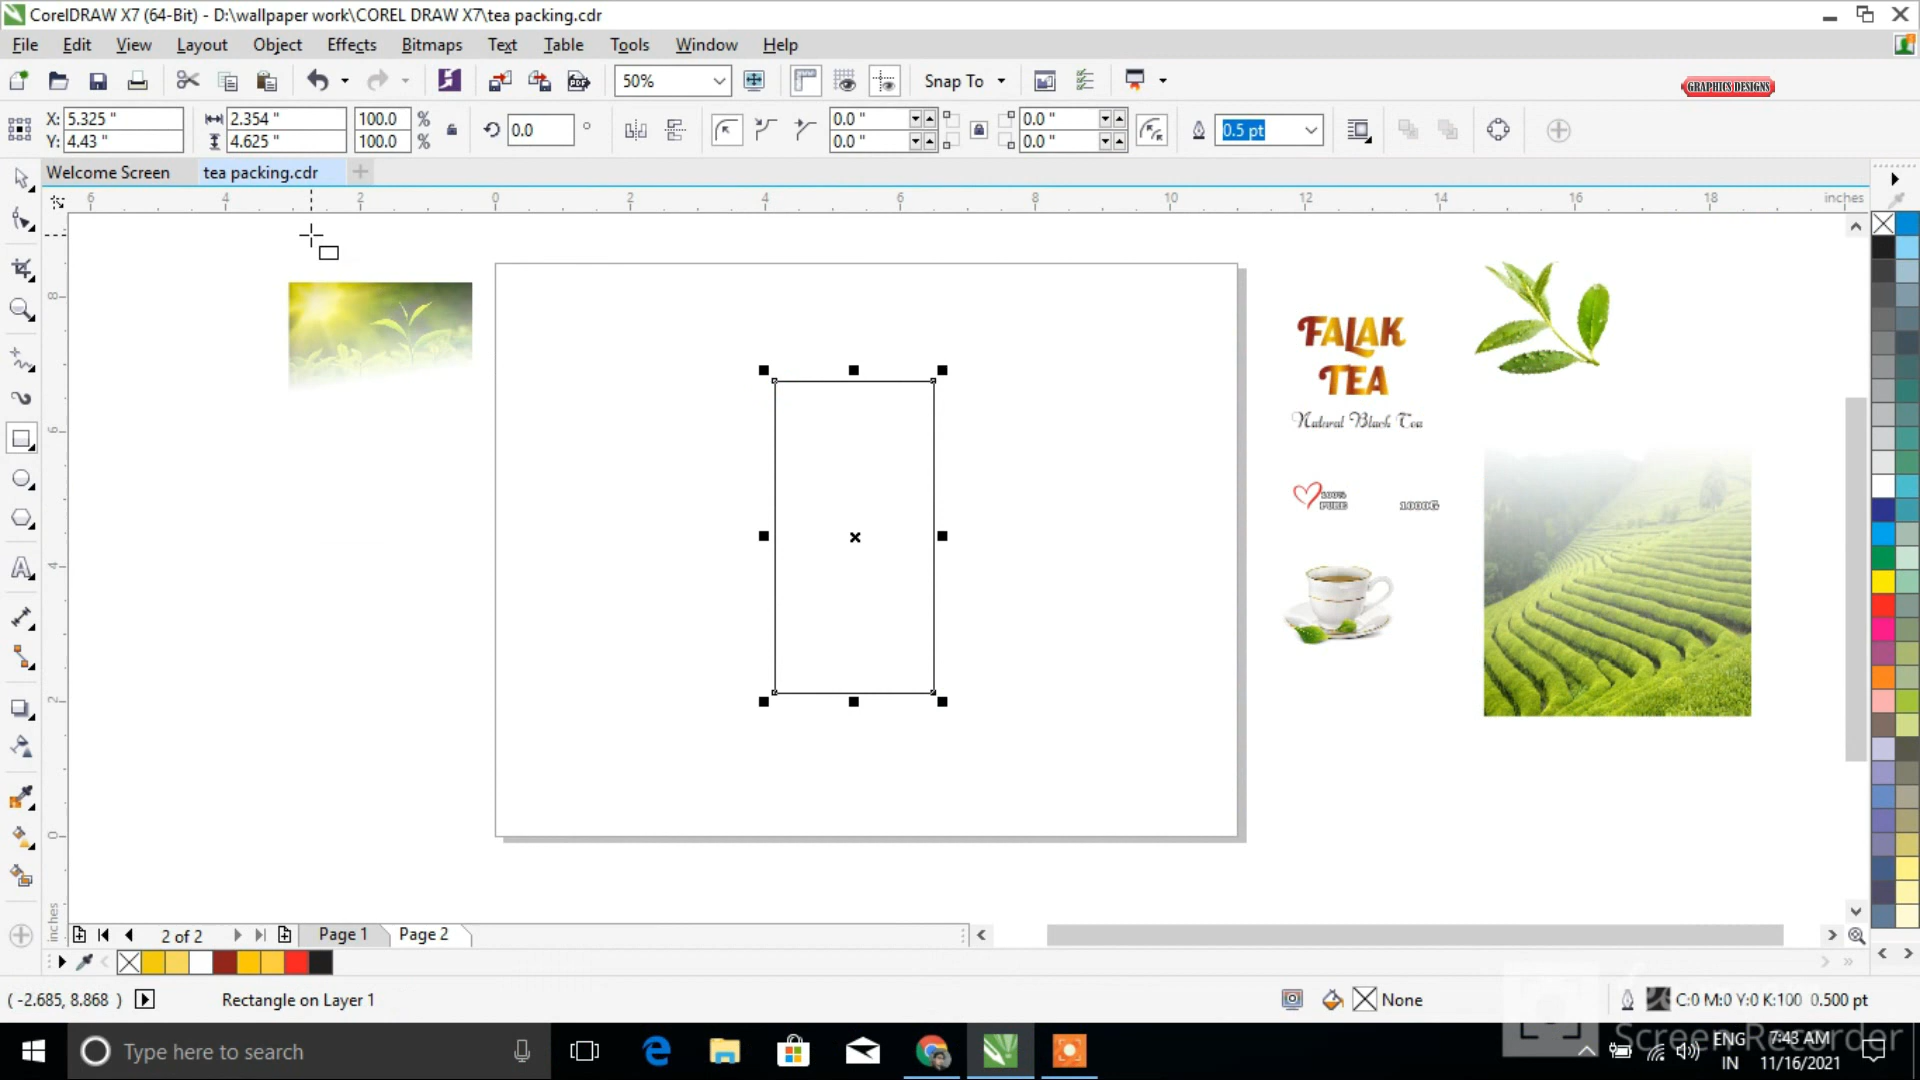 CorelDRAW X7 (64-Bit) - D:\wallpaper work\COREL DRAW X7\tea packing.cdr
File Edit View Layout Object Effects Bitmaps Text Table Tools Window Help
50% Snap To
GRAPHICS DESIGNS
X: 5.325 " 2.354 " 100.0 % 0.0 ° 0.0 " 0.0 " 0.5 pt
Y: 4.43 " 4.625 " 100.0 % 0.0 " 0.0 "
Welcome Screen tea packing.cdr
6 4 2 0 2 4 6 8 10 12 14 16 18 inches
8
6
4
2
0
inches
FALAK
TEA
Natural Black Tea
100%
PURE
1000G
2 of 2 Page 1 Page 2
( -2.685, 8.868 ) Rectangle on Layer 1 None C:0 M:0 Y:0 K:100 0.500 pt
Screen Recorder
Type here to search
ENG
IN
7:43 AM
11/16/2021